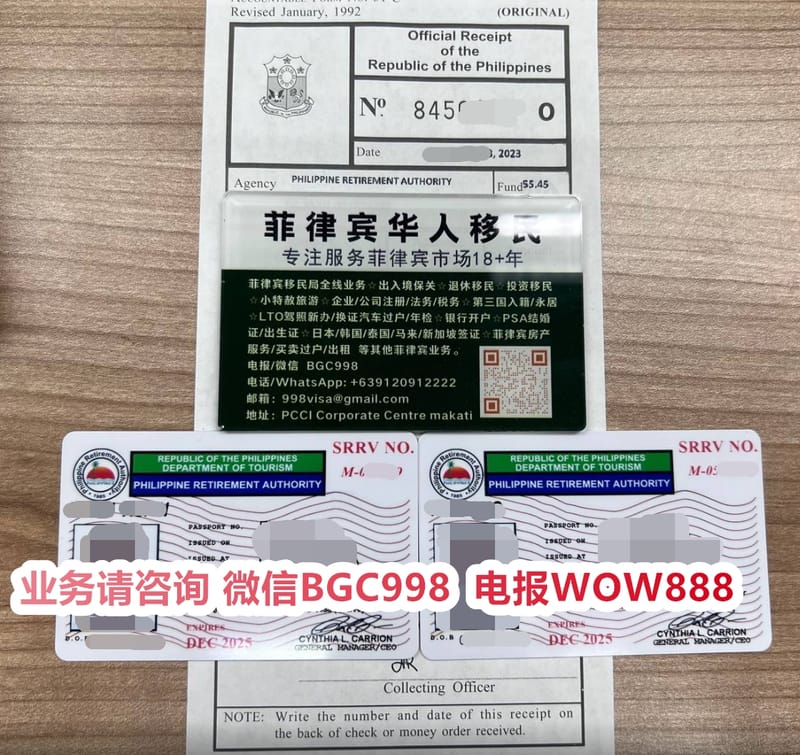 Revised January, 1992
(ORIGINAL)
Official Receipt
of the
Republic of the Philippines
Nº. 845 O
Date , 2023
Agency PHILIPPINE RETIREMENT AUTHORITY Fund 55.45
菲律宾华人移民
专注服务菲律宾市场18+年
菲律宾移民局全线业务☆出入境保关☆退休移民☆投资移民
☆小特赦旅游☆企业/公司注册/法务/税务☆第三国入籍/永居
☆LTO驾照新办/换证汽车过户/年检☆银行开户☆PSA结婚
证/出生证☆日本/韩国/泰国/马来/新加坡签证☆菲律宾房产
服务/买卖过户/出租 等其他菲律宾业务。
电报/微信 BGC998
电话/WhatsApp: +639120912222
邮箱：998visa@gmail.com
地址：PCCI Corporate Centre makati
Philippine Retirement Authority
1985
REPUBLIC OF THE PHILIPPINES
DEPARTMENT OF TOURISM
PHILIPPINE RETIREMENT AUTHORITY
SRRV NO.
M-0
PASSPORT NO.
ISSUED ON
ISSUED AT
D.O.B
EXPIRES
DEC 2025
CYNTHIA L. CARRION
GENERAL MANAGER/CEO
Philippine Retirement Authority
1985
REPUBLIC OF THE PHILIPPINES
DEPARTMENT OF TOURISM
PHILIPPINE RETIREMENT AUTHORITY
SRRV NO.
M-05
PASSPORT NO.
ISSUED ON
ISSUED AT
D.O.B
EXPIRES
DEC 2025
CYNTHIA L. CARRION
GENERAL MANAGER/CEO
业务请咨询 微信BGC998 电报WOW888
Collecting Officer
NOTE: Write the number and date of this receipt on
the back of check or money order received.